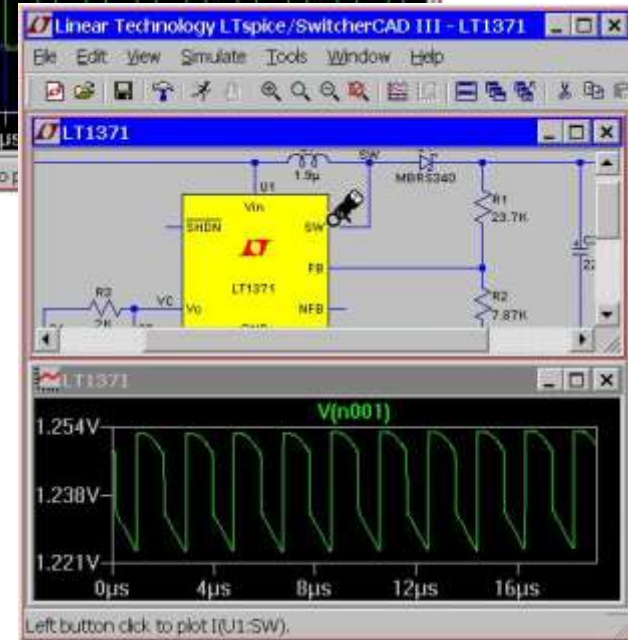 Linear Technology LTspice/SwitcherCAD III - LT1371
File Edit View Simulate Tools Window Help
LT1371
1.9µ
SW
MBRS340
U1
Vin
SHDN
SW
R1
23.7K
FB
LT1371
R3
2K
VC
Vc
NFB
R2
7.87K
LT1371
V(n001)
1.254V
1.238V
1.221V
0µs 4µs 8µs 12µs 16µs
Left button click to plot I(U1:SW).